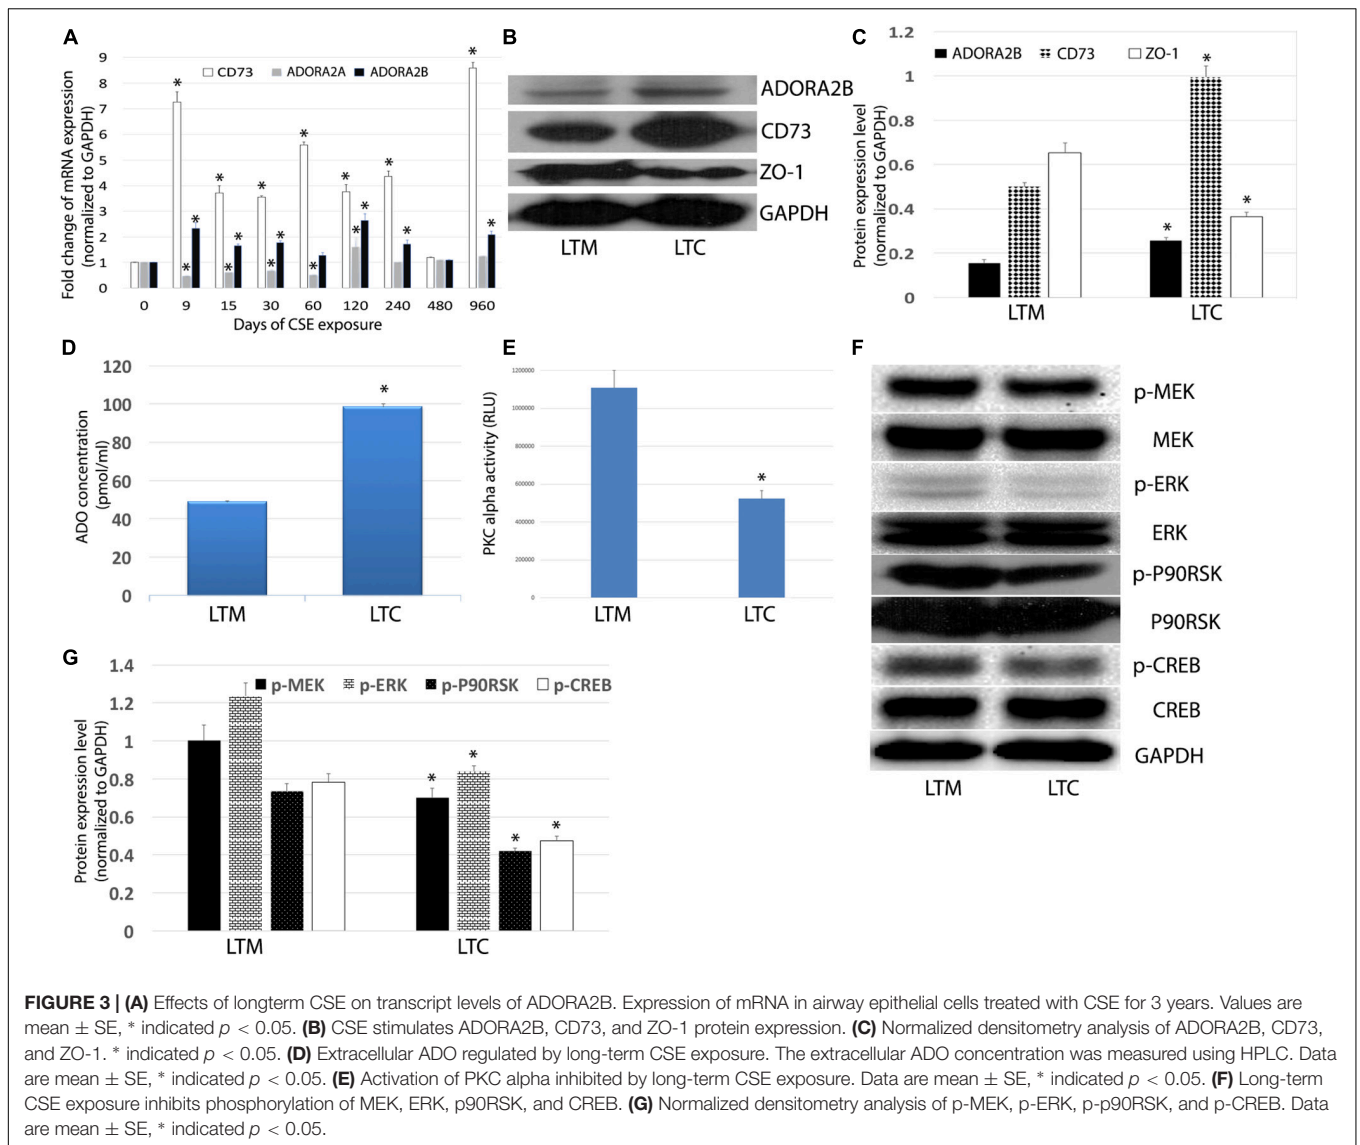 A
Fold change of mRNA expression
(normalized to GAPDH)
9
8
7
6
5
4
3
2
1
0
CD73 ADORA2A ADORA2B
* * * * * * * * * * * * * * * * * * *
0 9 15 30 60 120 240 480 960
Days of CSE exposure
B
ADORA2B
CD73
ZO-1
GAPDH
LTM LTC
C
Protein expression level
(normalized to GAPDH)
1.2
1
0.8
0.6
0.4
0.2
0
ADORA2B CD73 ZO-1
* * *
LTM LTC
D
ADO concentration
(pmol/ml)
120
100
80
60
40
20
0
*
LTM LTC
E
PKC alpha activity (RLU)
1200000
1000000
800000
600000
400000
200000
0
*
LTM LTC
F
p-MEK
MEK
p-ERK
ERK
p-P90RSK
P90RSK
p-CREB
CREB
GAPDH
LTM LTC
G
Protein expression level
(normalized to GAPDH)
1.4
1.2
1
0.8
0.6
0.4
0.2
0
p-MEK p-ERK p-P90RSK p-CREB
* * * *
LTM LTC
FIGURE 3 | (A) Effects of longterm CSE on transcript levels of ADORA2B. Expression of mRNA in airway epithelial cells treated with CSE for 3 years. Values are
mean ± SE, * indicated p < 0.05. (B) CSE stimulates ADORA2B, CD73, and ZO-1 protein expression. (C) Normalized densitometry analysis of ADORA2B, CD73,
and ZO-1. * indicated p < 0.05. (D) Extracellular ADO regulated by long-term CSE exposure. The extracellular ADO concentration was measured using HPLC. Data
are mean ± SE, * indicated p < 0.05. (E) Activation of PKC alpha inhibited by long-term CSE exposure. Data are mean ± SE, * indicated p < 0.05. (F) Long-term
CSE exposure inhibits phosphorylation of MEK, ERK, p90RSK, and CREB. (G) Normalized densitometry analysis of p-MEK, p-ERK, p-p90RSK, and p-CREB. Data
are mean ± SE, * indicated p < 0.05.